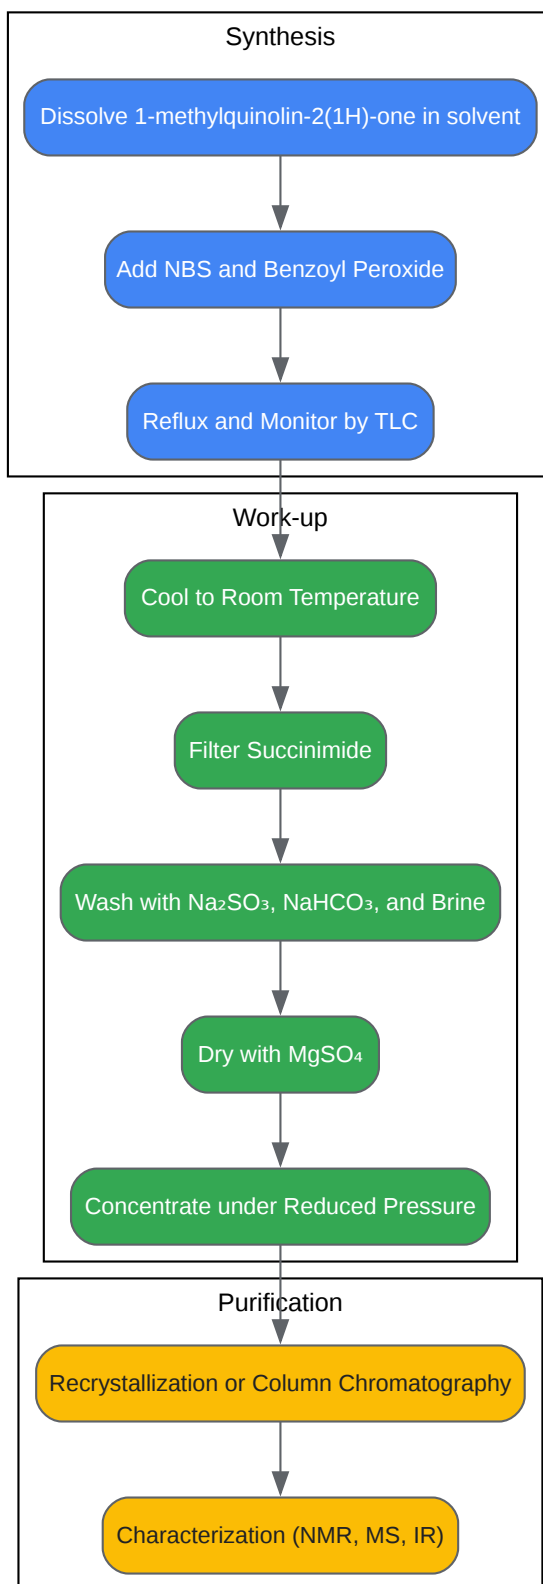 Synthesis
Dissolve 1-methylquinolin-2(1H)-one in solvent
Add NBS and Benzoyl Peroxide
Reflux and Monitor by TLC
Work-up
Cool to Room Temperature
Filter Succinimide
Wash with Na₂SO₃, NaHCO₃, and Brine
Dry with MgSO₄
Concentrate under Reduced Pressure
Purification
Recrystallization or Column Chromatography
Characterization (NMR, MS, IR)